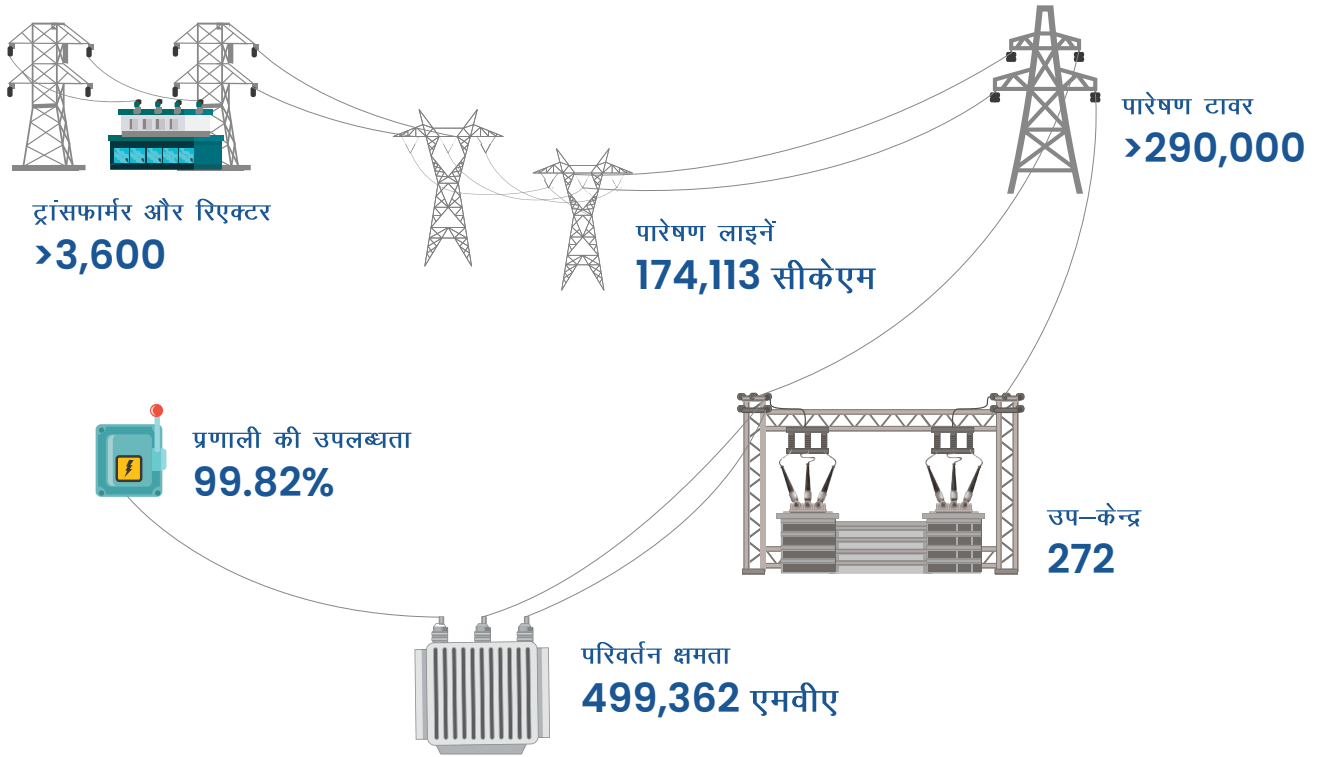 पारेषण टावर
>290,000
ट्रांसफार्मर और रिएक्टर
>3,600
पारेषण लाइनें
174,113 सीकेएम
प्रणाली की उपलब्धता
99.82%
उप–केन्द्र
272
परिवर्तन क्षमता
499,362 एमवीए